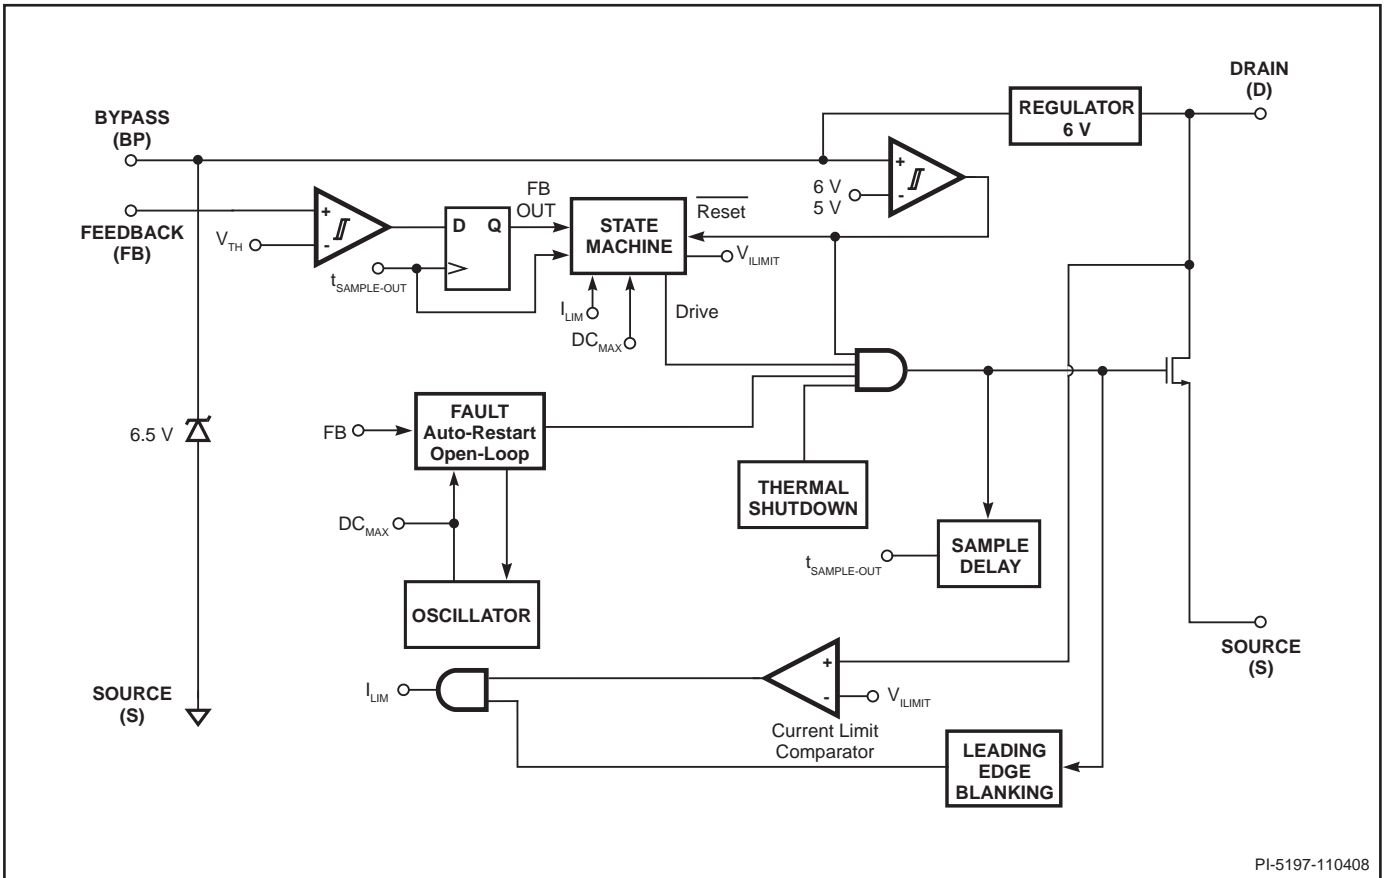 DRAIN
(D)
REGULATOR
6 V
BYPASS
(BP)
+
6 V
5 V
-
FB
OUT
Reset
FEEDBACK
(FB)
+
V_TH
-
D Q
STATE
MACHINE
V_ILIMIT
t_SAMPLE-OUT
I_LIM
Drive
DC_MAX
FAULT
Auto-Restart
Open-Loop
FB
6.5 V
THERMAL
SHUTDOWN
DC_MAX
SAMPLE
DELAY
t_SAMPLE-OUT
OSCILLATOR
SOURCE
(S)
+
-
V_ILIMIT
I_LIM
SOURCE
(S)
Current Limit
Comparator
LEADING
EDGE
BLANKING
PI-5197-110408